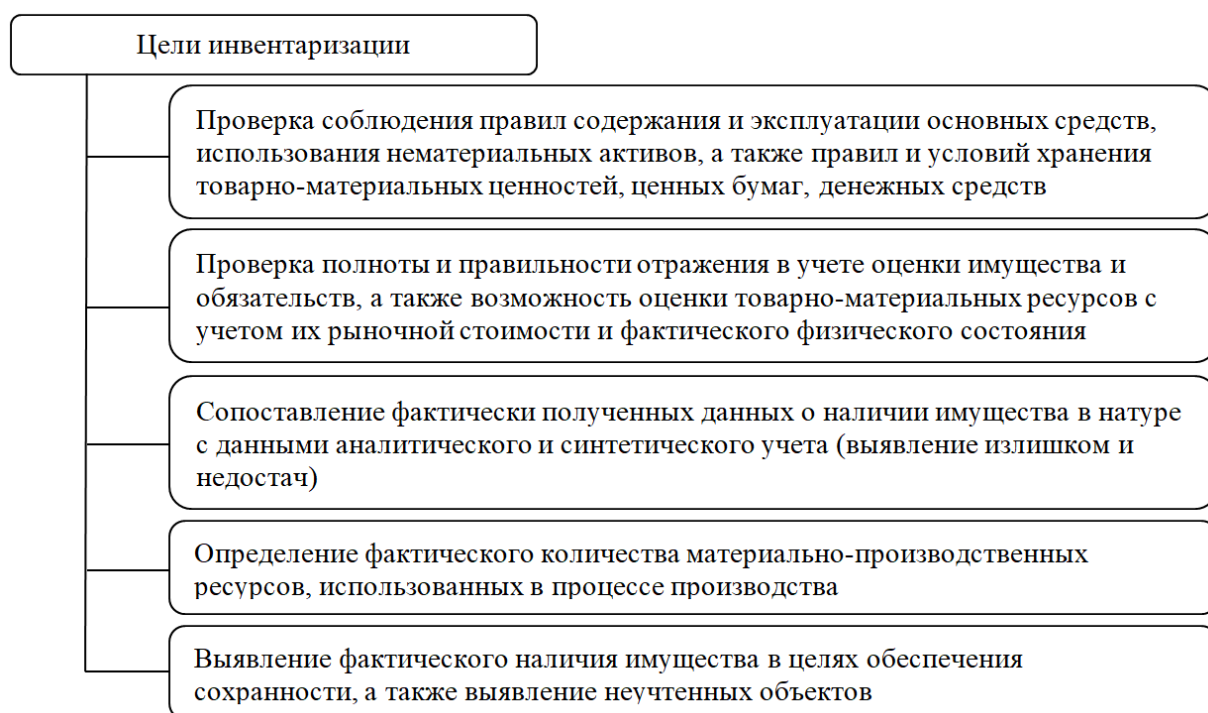 Цели инвентаризации
Проверка соблюдения правил содержания и эксплуатации основных средств,
использования нематериальных активов, а также правил и условий хранения
товарно-материальных ценностей, ценных бумаг, денежных средств
Проверка полноты и правильности отражения в учете оценки имущества и
обязательств, а также возможность оценки товарно-материальных ресурсов с
учетом их рыночной стоимости и фактического физического состояния
Сопоставление фактически полученных данных о наличии имущества в натуре
с данными аналитического и синтетического учета (выявление излишком и
недостач)
Определение фактического количества материально-производственных
ресурсов, использованных в процессе производства
Выявление фактического наличия имущества в целях обеспечения
сохранности, а также выявление неучтенных объектов